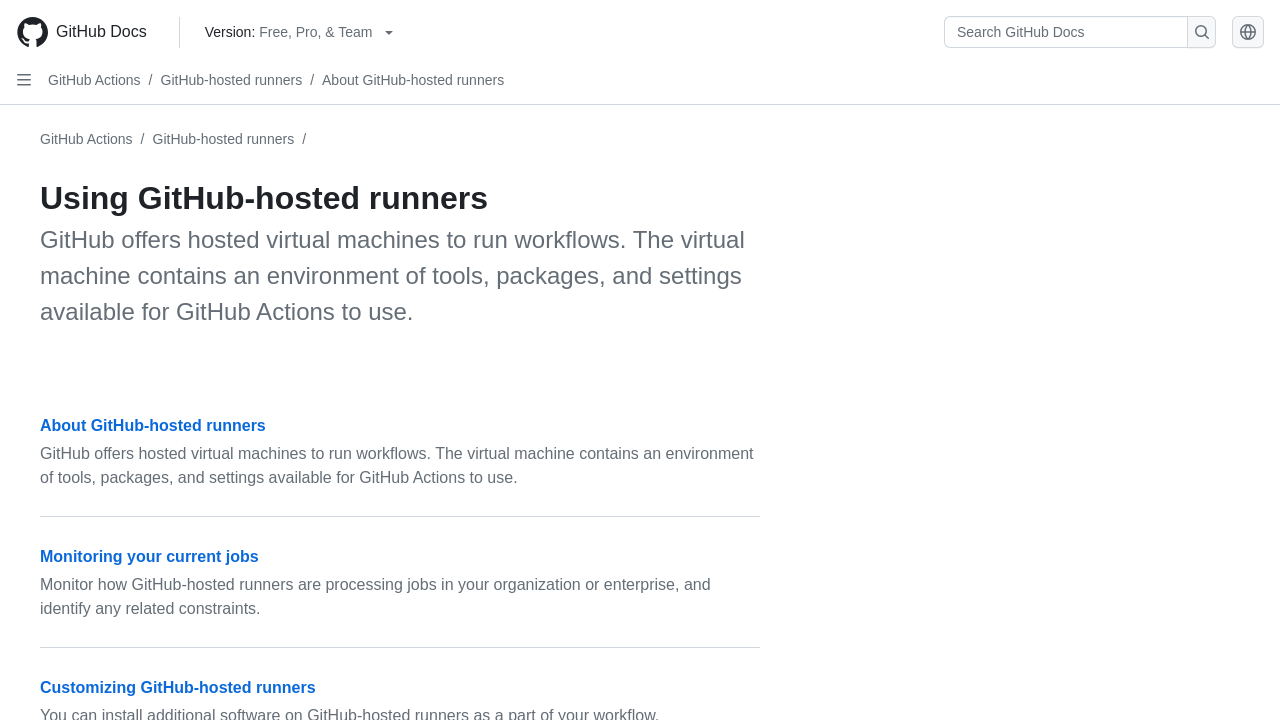 GitHub Docs
Version: Free, Pro, & Team
Search GitHub Docs
GitHub Actions / GitHub-hosted runners / About GitHub-hosted runners
GitHub Actions / GitHub-hosted runners /
Using GitHub-hosted runners
GitHub offers hosted virtual machines to run workflows. The virtual
machine contains an environment of tools, packages, and settings
available for GitHub Actions to use.
About GitHub-hosted runners
GitHub offers hosted virtual machines to run workflows. The virtual machine contains an environment
of tools, packages, and settings available for GitHub Actions to use.
Monitoring your current jobs
Monitor how GitHub-hosted runners are processing jobs in your organization or enterprise, and
identify any related constraints.
Customizing GitHub-hosted runners
You can install additional software on GitHub-hosted runners as a part of your workflow.